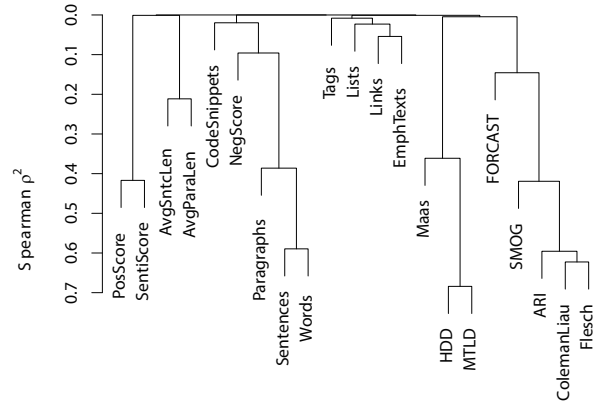 Spearman ρ²
0.0
0.1
0.2
0.3
0.4
0.5
0.6
0.7
PosScore
SentiScore
AvgSntcLen
AvgParaLen
CodeSnippets
NegScore
Paragraphs
Sentences
Words
Tags
Lists
Links
EmphTexts
Maas
HDD
MTLD
FORCAST
SMOG
ARI
ColemanLiau
Flesch